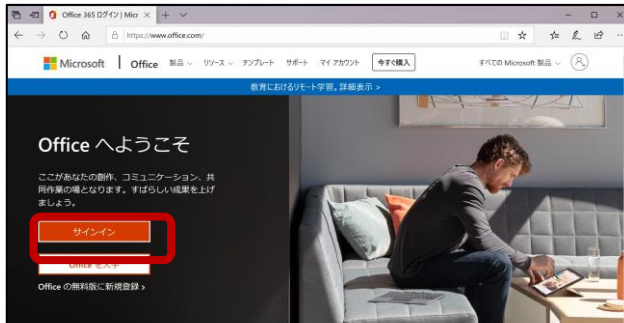 Office 365 ログイン | Micr
https://www.office.com/
Microsoft | Office 製品 リソース テンプレート サポート マイ アカウント 今すぐ購入 すべての Microsoft 製品
教育におけるリモート学習。詳細表示 >
Office へようこそ
ここがあなたの創作、コミュニケーション、共
同作業の場となります。すばらしい成果を上げ
ましょう。
サインイン
Office を入手
Office の無料版に新規登録 >